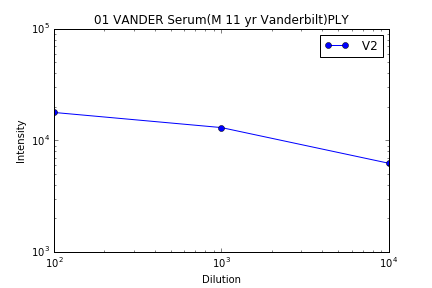 01 VANDER Serum(M 11 yr Vanderbilt)PLY
10^5
V2
10^4
10^3
Intensity
10^2 10^3 10^4
Dilution